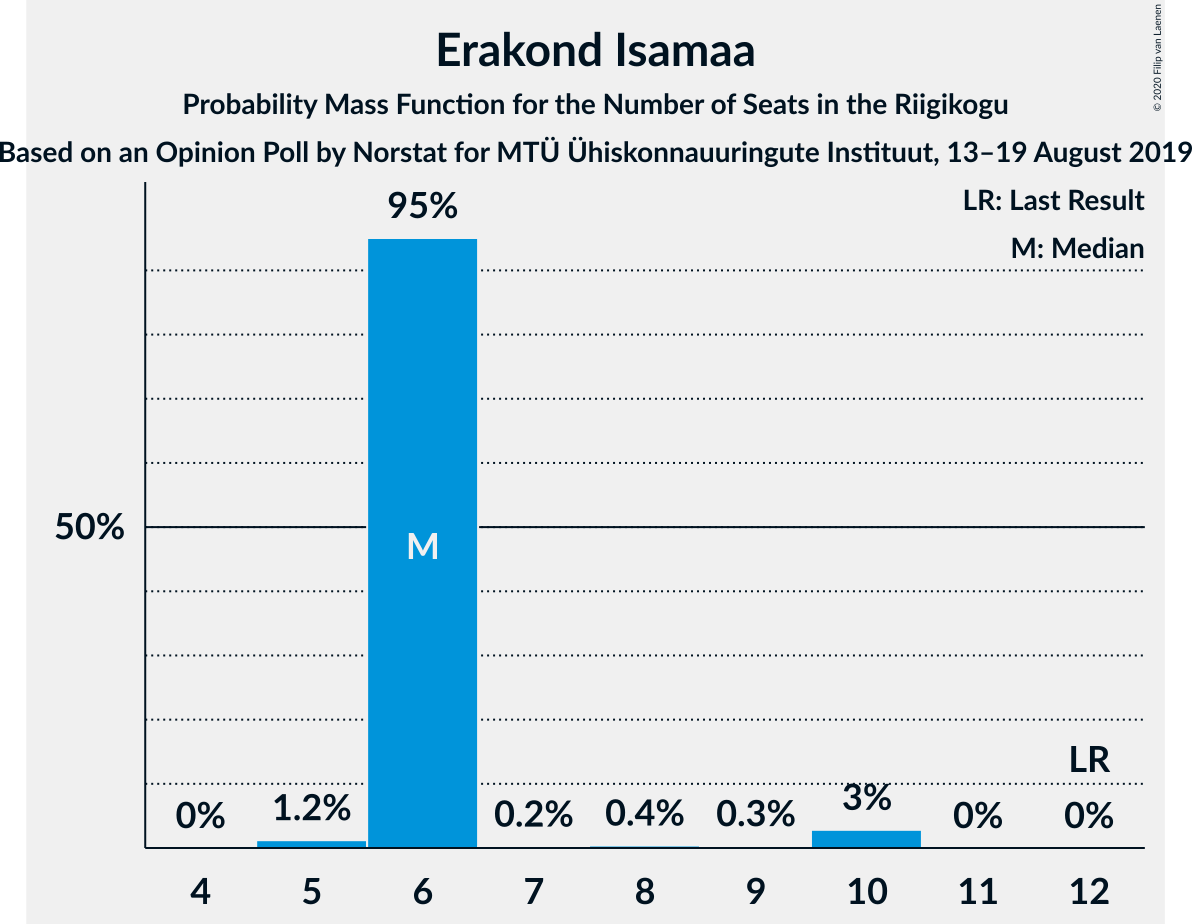 Erakond Isamaa
Probability Mass Function for the Number of Seats in the Riigikogu
Based on an Opinion Poll by Norstat for MTÜ Ühiskonnauuringute Instituut, 13–19 August 2019
© 2020 Filip van Laenen
LR: Last Result
M: Median
95%
50%
M
LR
0% 1.2% 0.2% 0.4% 0.3% 3% 0% 0%
4 5 6 7 8 9 10 11 12